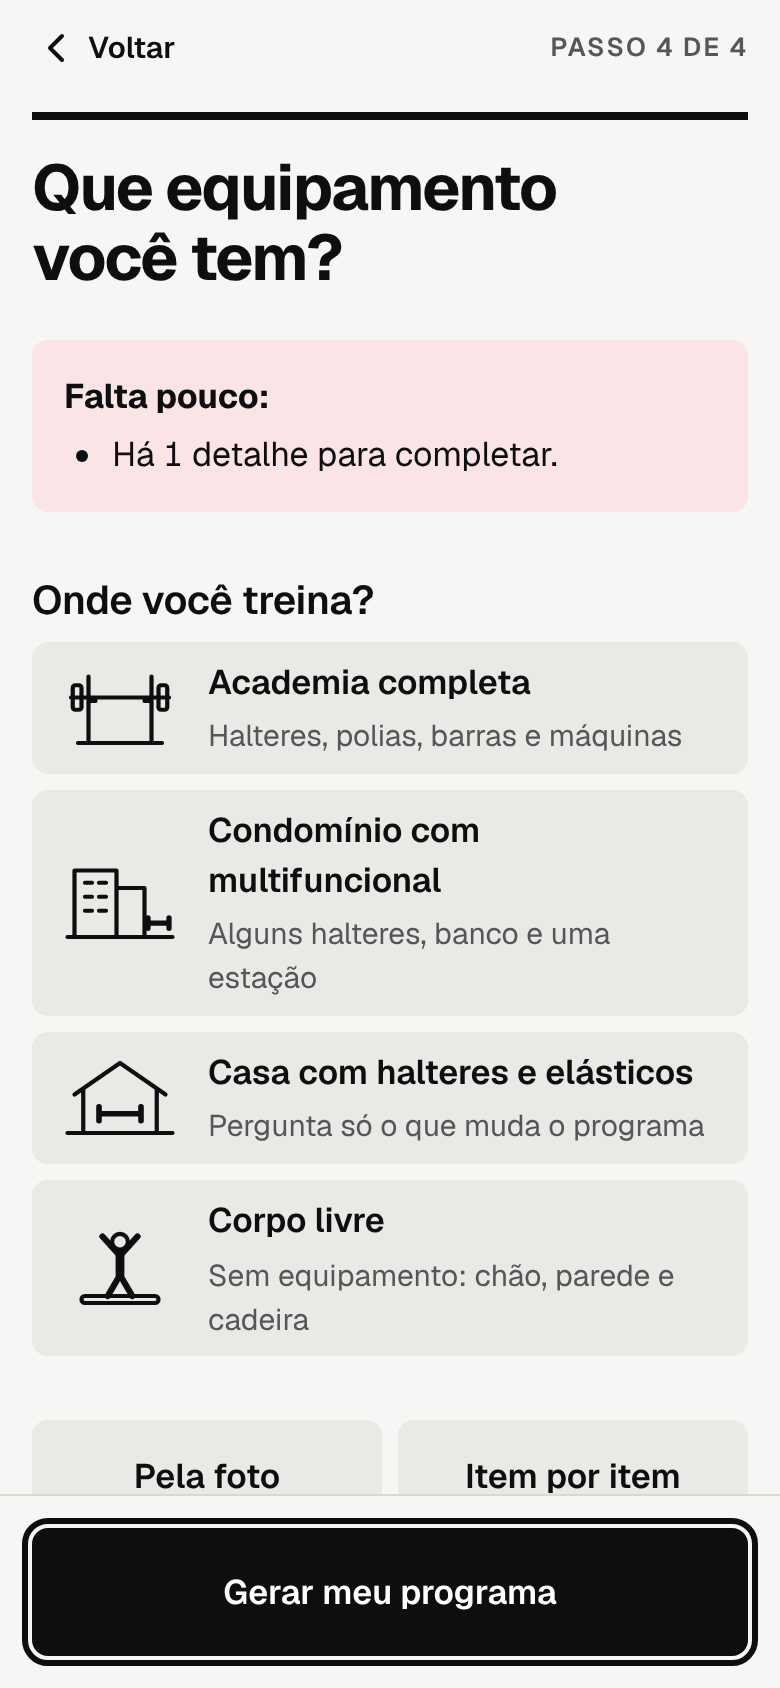 Voltar
PASSO 4 DE 4
Que equipamento
você tem?
Falta pouco:
• Há 1 detalhe para completar.
Onde você treina?
Academia completa
Halteres, polias, barras e máquinas
Condomínio com
multifuncional
Alguns halteres, banco e uma
estação
Casa com halteres e elásticos
Pergunta só o que muda o programa
Corpo livre
Sem equipamento: chão, parede e
cadeira
Pela foto
Item por item
Gerar meu programa